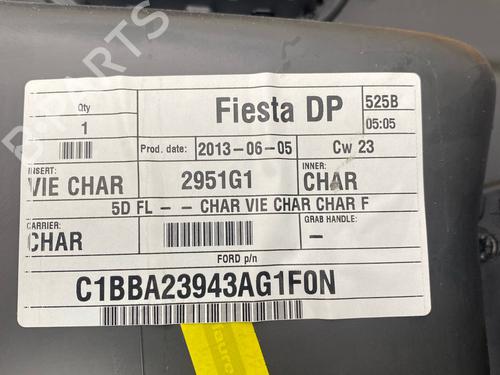 B-PARTS
Qty
1
Fiesta DP
525B
05:05
Prod. date: 2013-06-05
Cw 23
INSERT:
VIE CHAR
2951G1
INNER:
CHAR
5D FL - - CHAR VIE CHAR CHAR F
CARRIER:
CHAR
GRAB HANDLE:
-
FORD p/n
C1BBA23943AG1F0N